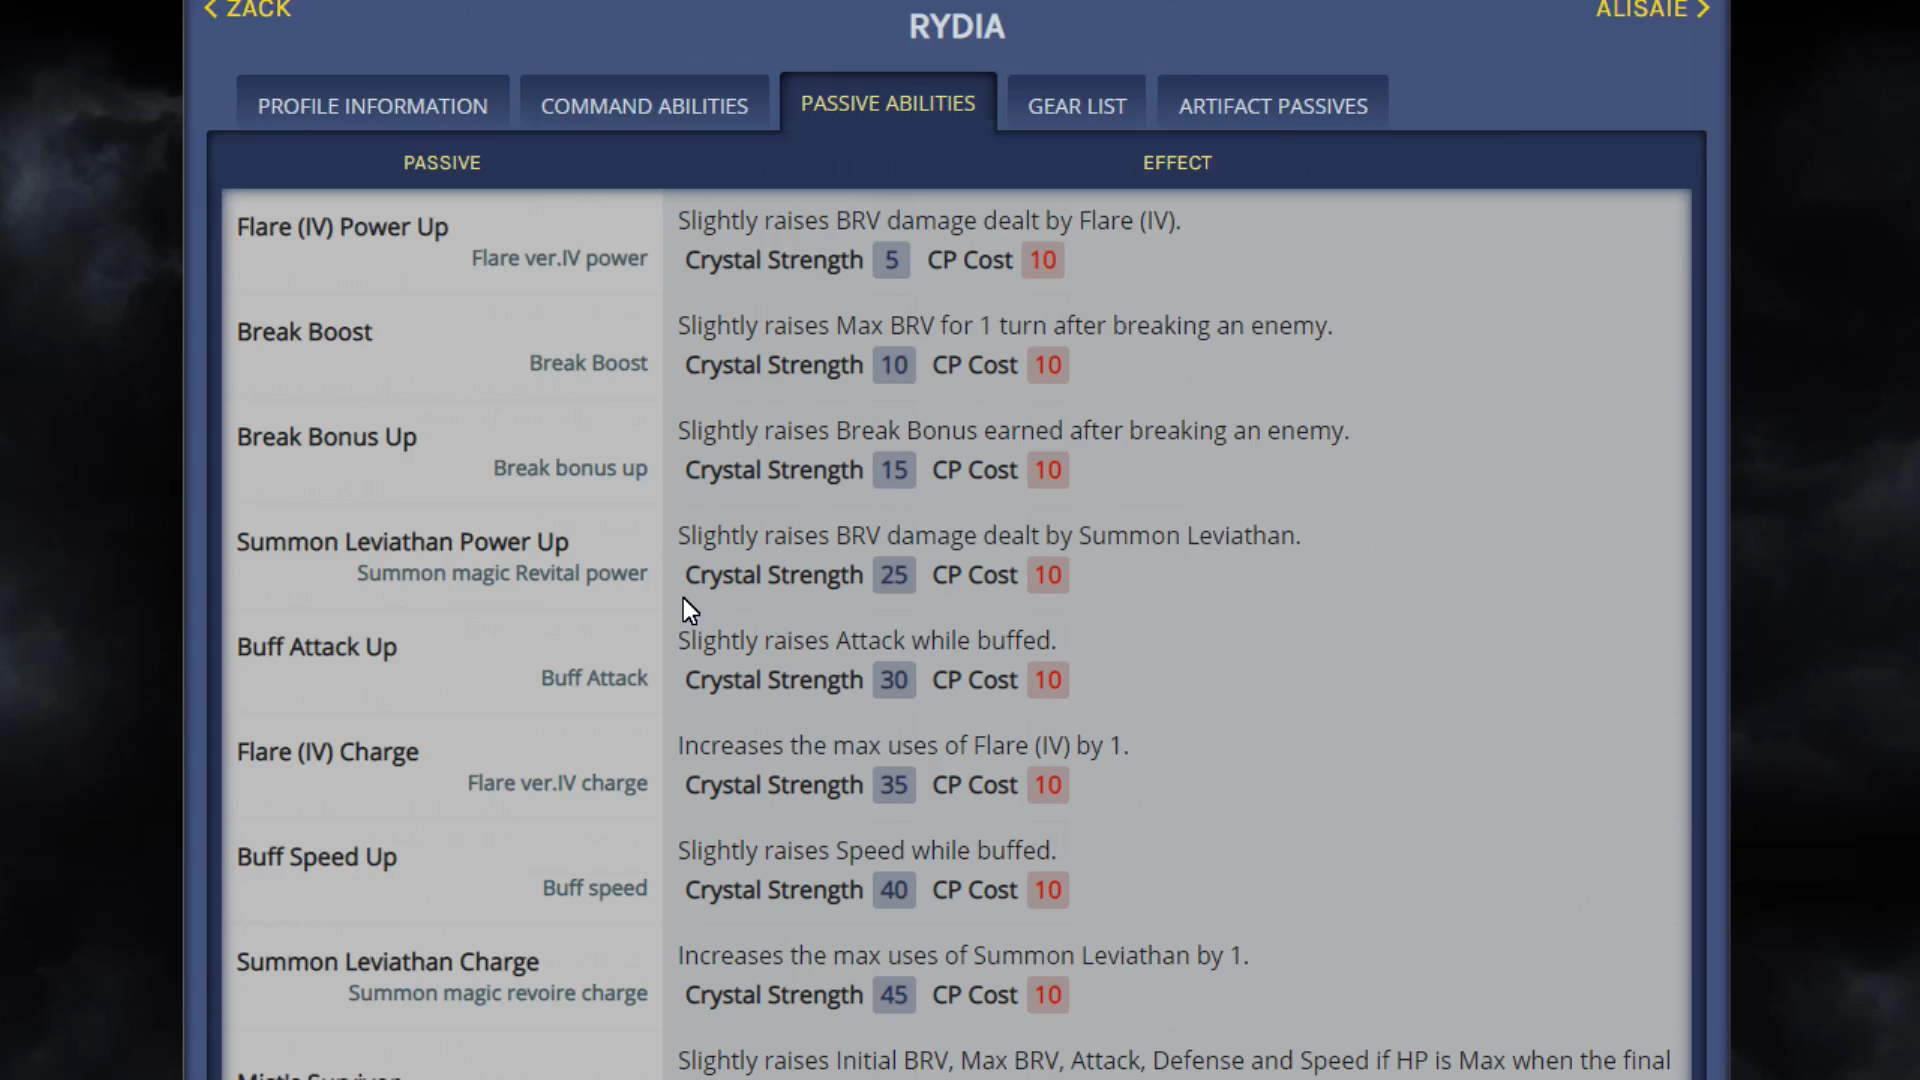 ZACK
ALISAIE
RYDIA
PROFILE INFORMATION
COMMAND ABILITIES
PASSIVE ABILITIES
GEAR LIST
ARTIFACT PASSIVES
PASSIVE
EFFECT
Flare (IV) Power Up
Flare ver.IV power
Slightly raises BRV damage dealt by Flare (IV).
Crystal Strength 5 CP Cost 10
Break Boost
Break Boost
Slightly raises Max BRV for 1 turn after breaking an enemy.
Crystal Strength 10 CP Cost 10
Break Bonus Up
Break bonus up
Slightly raises Break Bonus earned after breaking an enemy.
Crystal Strength 15 CP Cost 10
Summon Leviathan Power Up
Summon magic Revital power
Slightly raises BRV damage dealt by Summon Leviathan.
Crystal Strength 25 CP Cost 10
Buff Attack Up
Buff Attack
Slightly raises Attack while buffed.
Crystal Strength 30 CP Cost 10
Flare (IV) Charge
Flare ver.IV charge
Increases the max uses of Flare (IV) by 1.
Crystal Strength 35 CP Cost 10
Buff Speed Up
Buff speed
Slightly raises Speed while buffed.
Crystal Strength 40 CP Cost 10
Summon Leviathan Charge
Summon magic revoire charge
Increases the max uses of Summon Leviathan by 1.
Crystal Strength 45 CP Cost 10
Slightly raises Initial BRV, Max BRV, Attack, Defense and Speed if HP is Max when the final